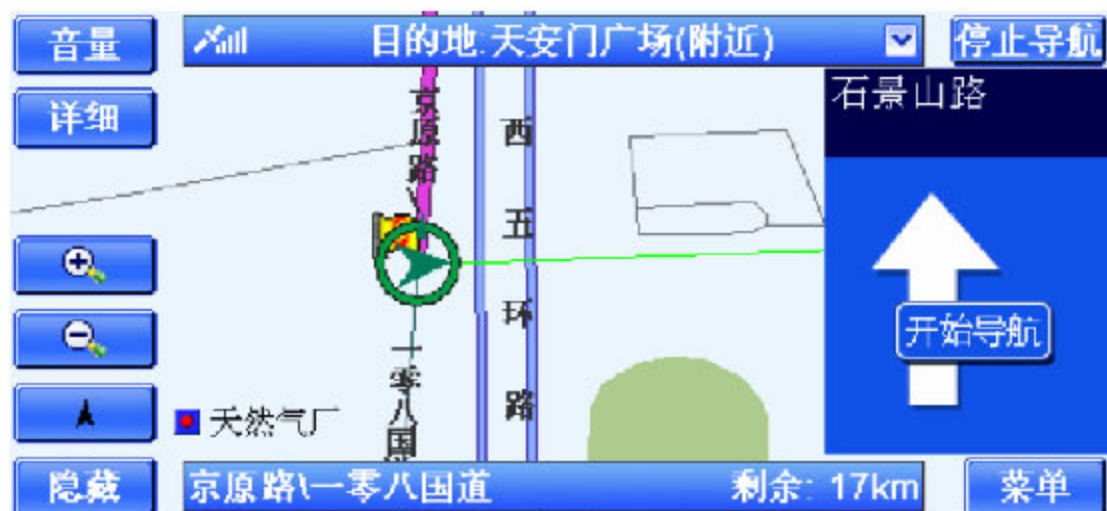 音量
目的地:天安门广场(附近)
停止导航
详细
石景山路
京原路\
西五环路
开始导航
一零八国道
天然气厂
隐藏
京原路\一零八国道
剩余: 17km
菜单